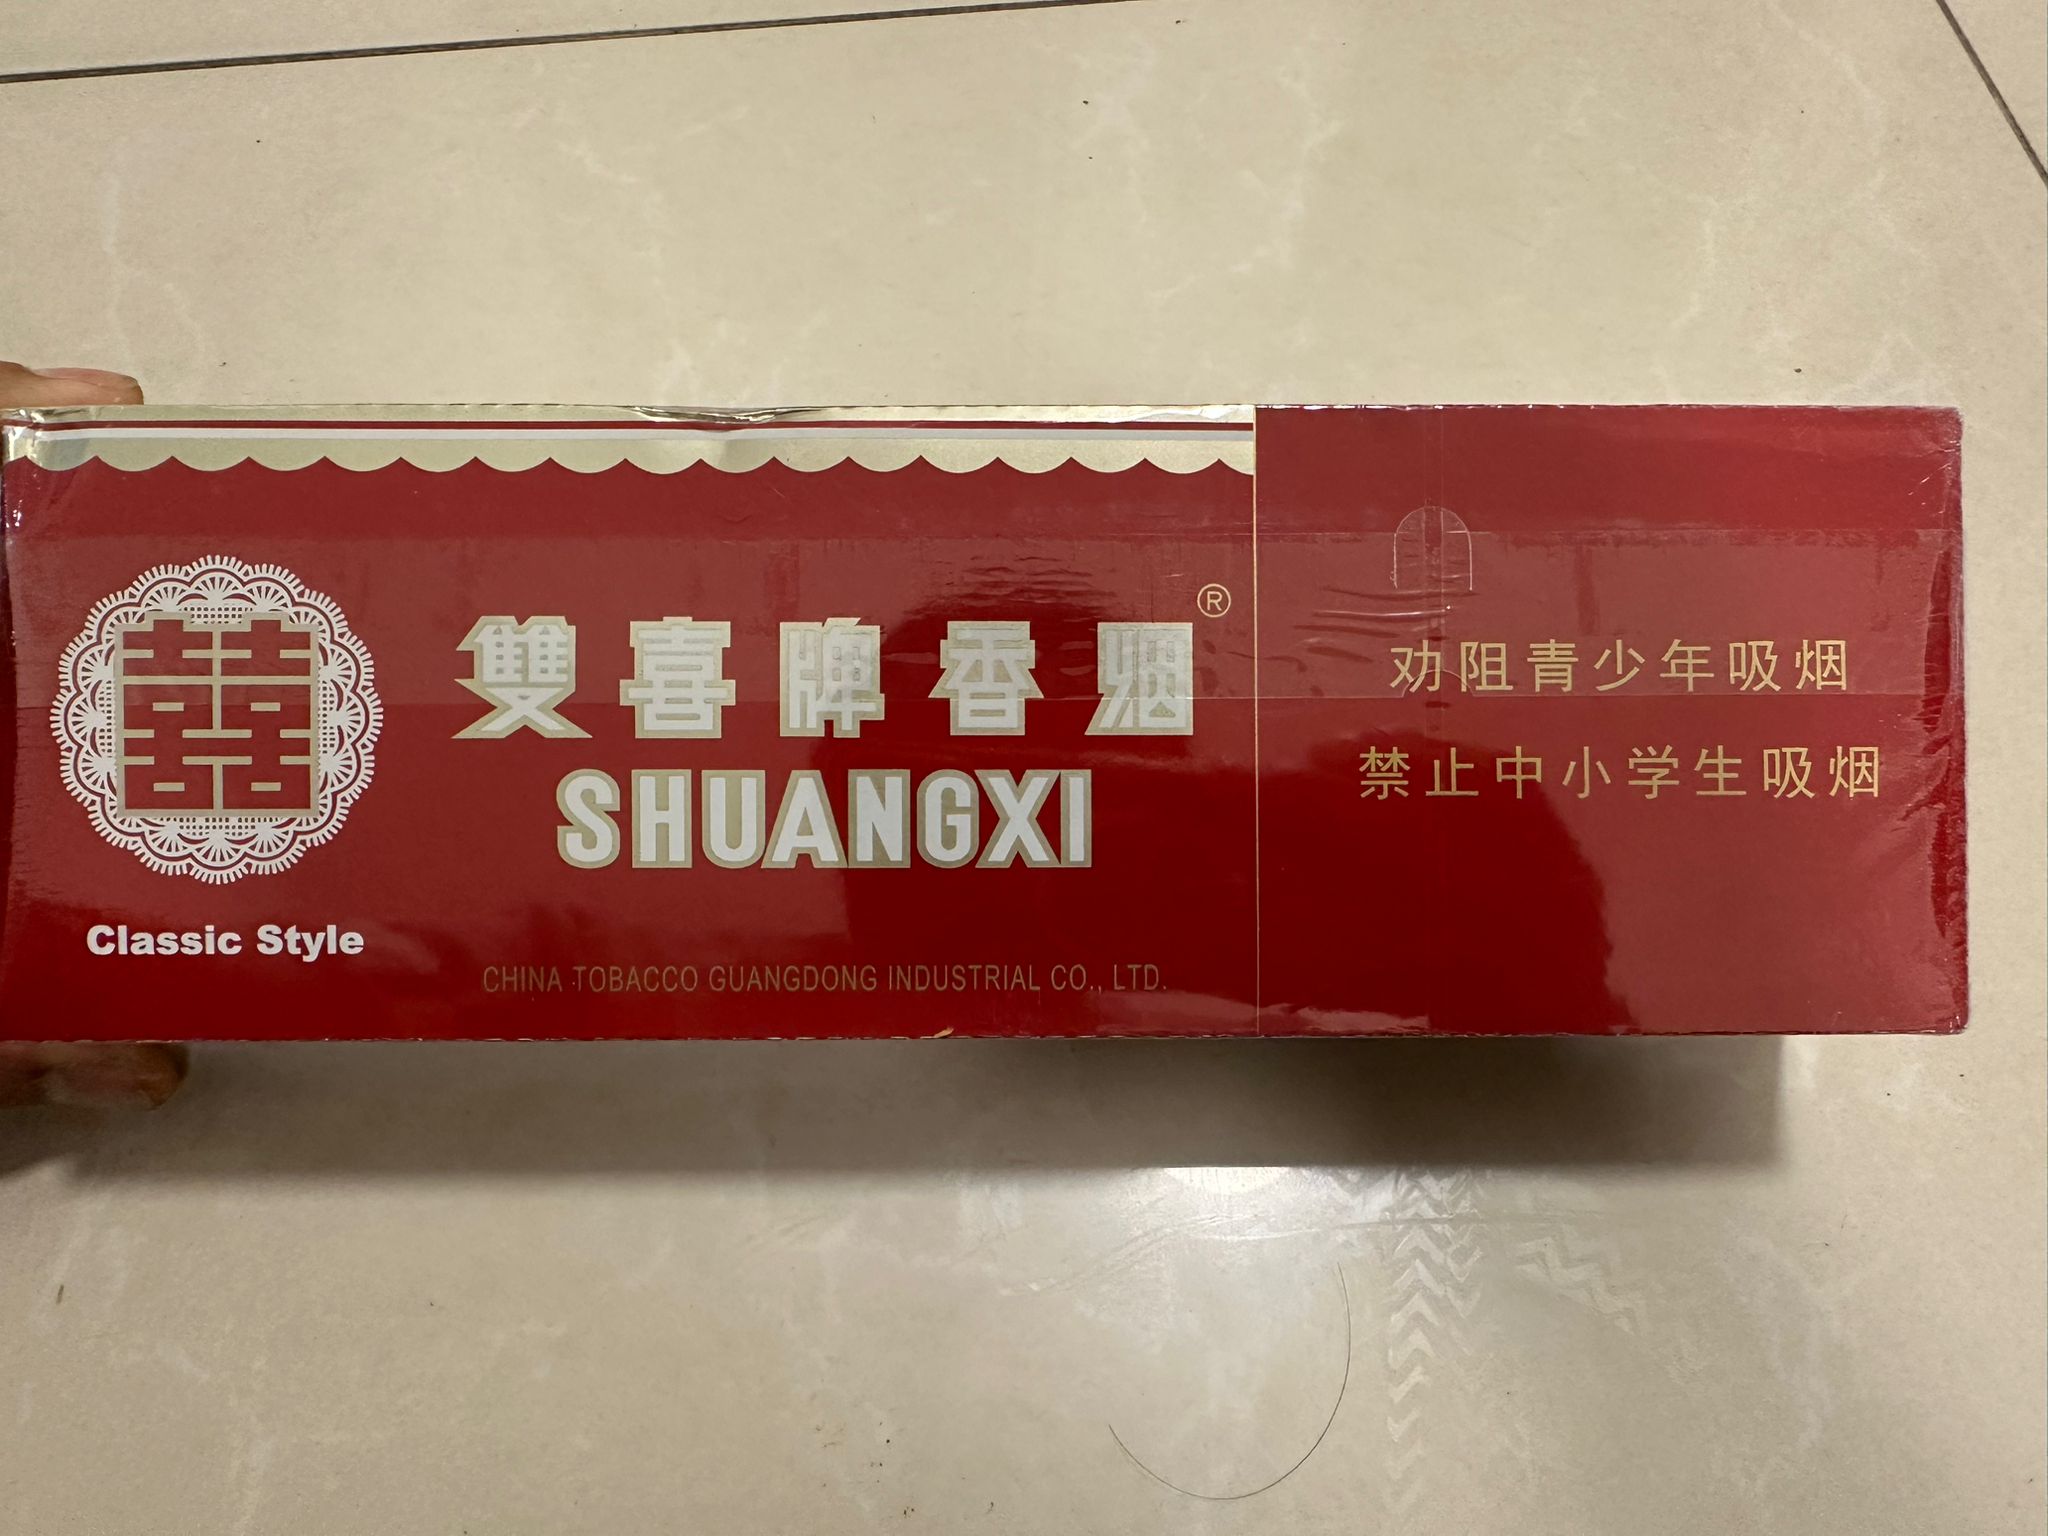 囍
Classic Style
雙喜牌香烟®
SHUANGXI
CHINA TOBACCO GUANGDONG INDUSTRIAL CO., LTD.
劝阻青少年吸烟
禁止中小学生吸烟